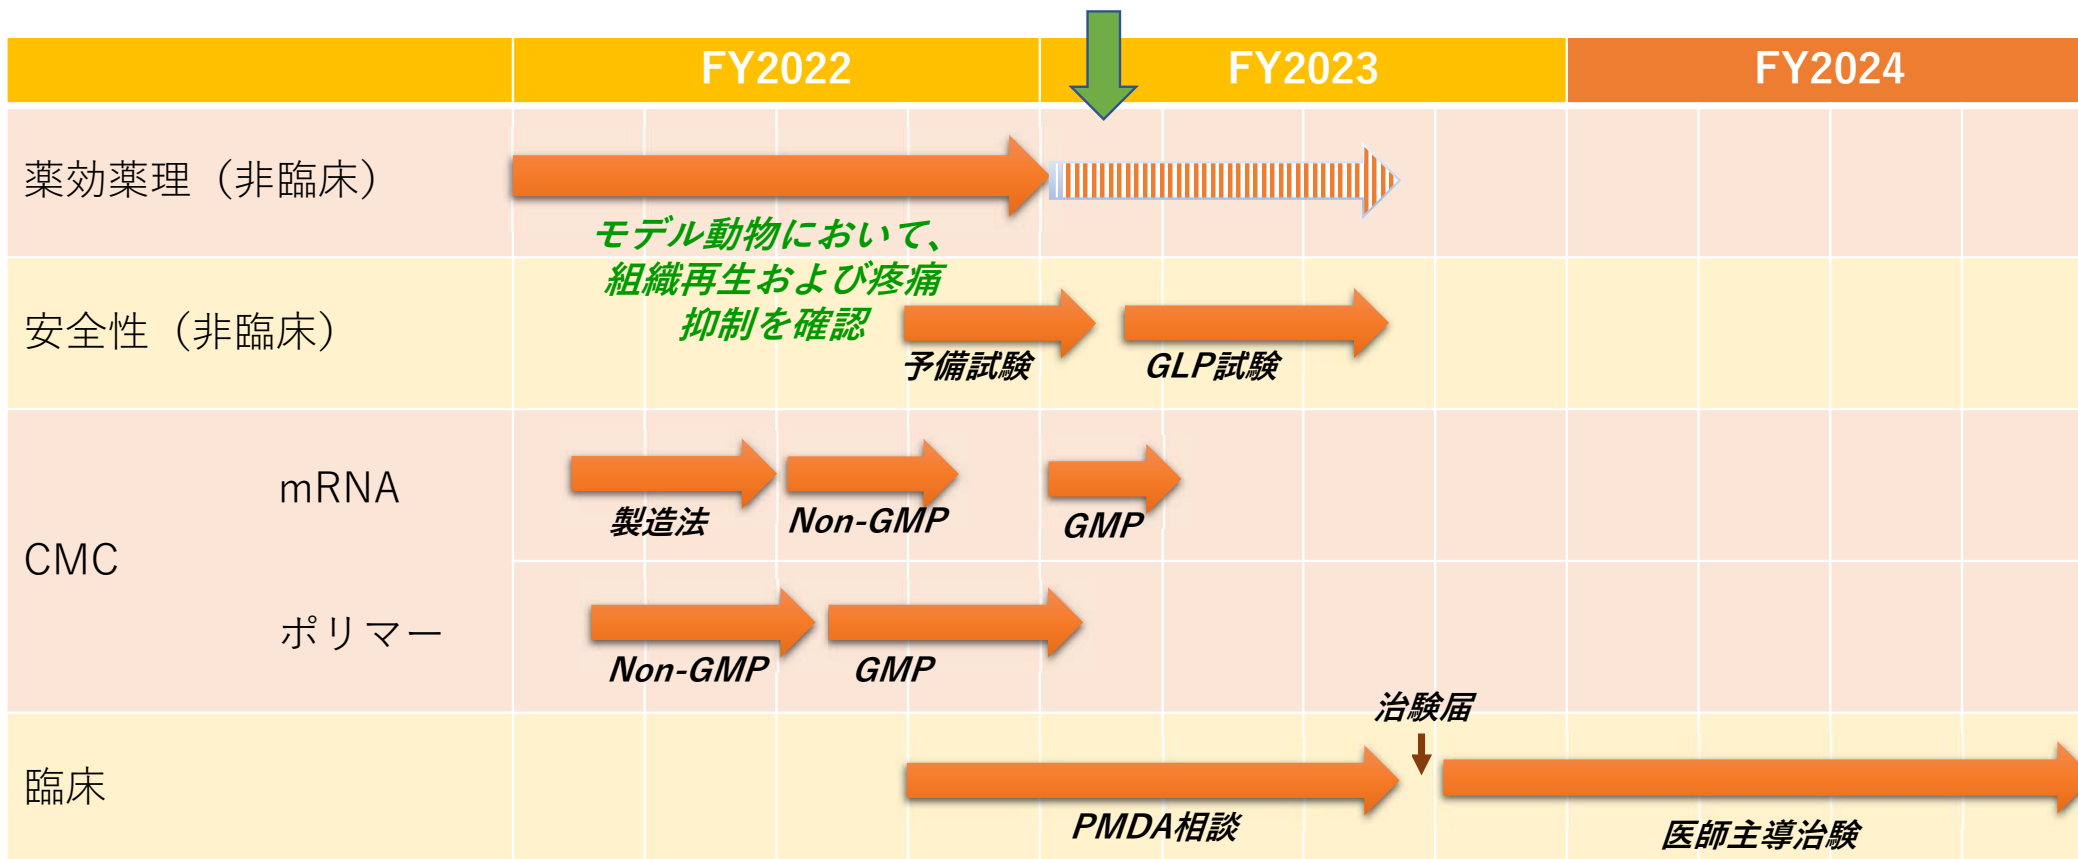 FY2022
FY2023
FY2024
薬効薬理（非臨床）
モデル動物において、
組織再生および疼痛
抑制を確認
安全性（非臨床）
予備試験
GLP試験
CMC
mRNA
製造法
Non-GMP
GMP
ポリマー
Non-GMP
GMP
臨床
治験届
PMDA相談
医師主導治験